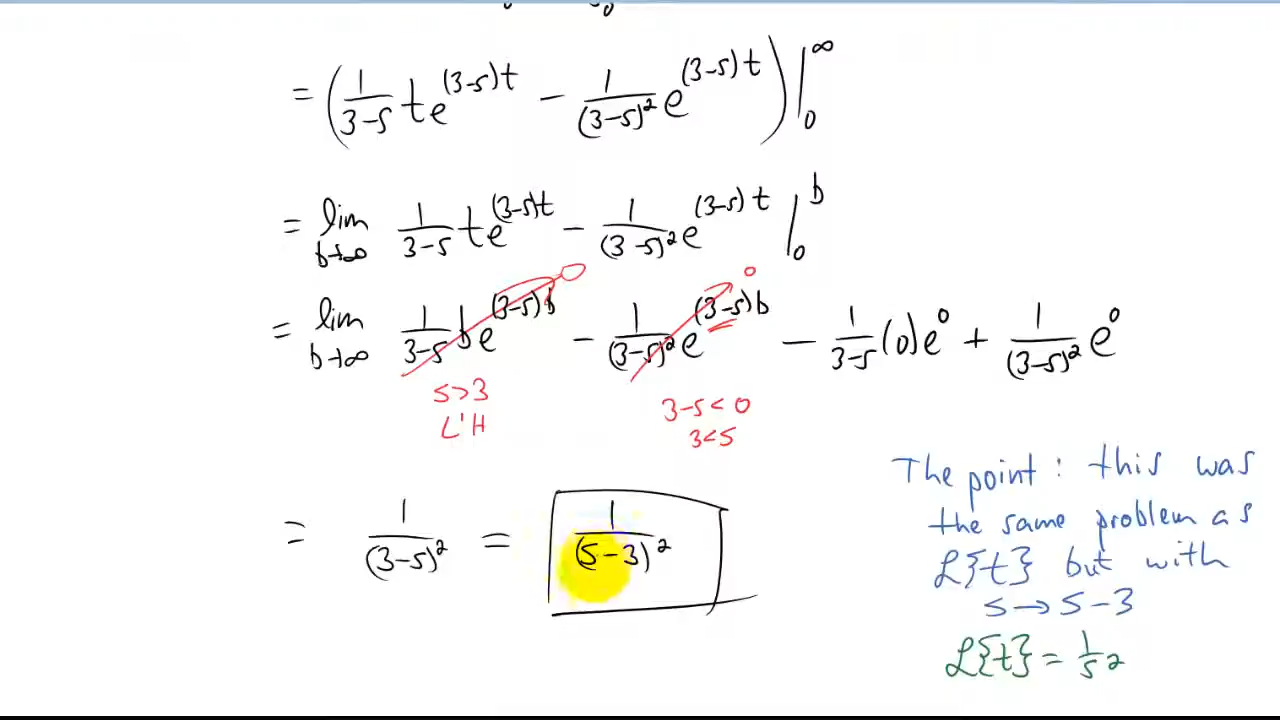 = (1/(3-s) te^{(3-s)t} - 1/(3-s)^2 e^{(3-s)t}) |_0^∞
= lim_{b→∞} 1/(3-s) te^{(3-s)t} - 1/(3-s)^2 e^{(3-s)t} |_0^b
= lim_{b→∞} 1/(3-s) be^{(3-s)b} - 1/(3-s)^2 e^{(3-s)b} - 1/(3-s) (0)e^0 + 1/(3-s)^2 e^0
0
0
s>3
L'H
3-s<0
3<s
= 1/(3-s)^2 = 1/(s-3)^2
The point: this was
the same problem as
ℒ{t} but with
s → s-3
ℒ{t} = 1/s^2